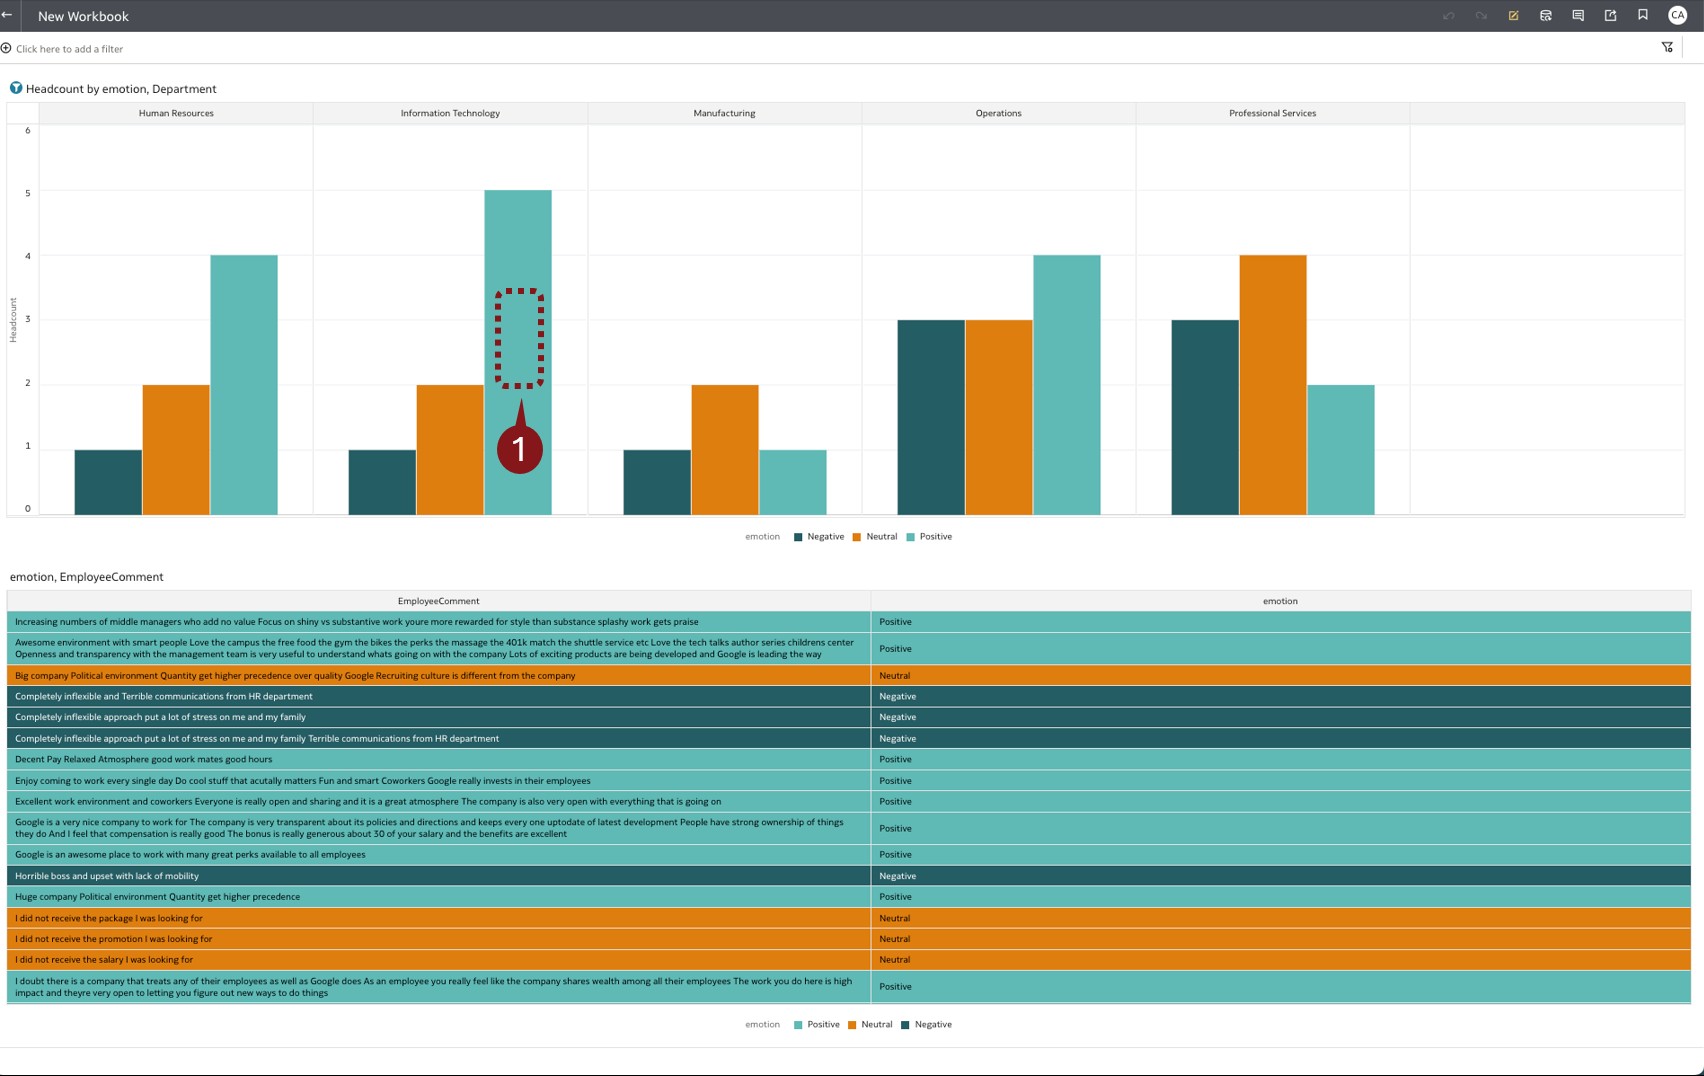 New Workbook
CA
Click here to add a filter
Headcount by emotion, Department
Human Resources
Information Technology
Manufacturing
Operations
Professional Services
6
5
4
3
2
1
0
Headcount
1
emotion
Negative
Neutral
Positive
emotion, EmployeeComment
EmployeeComment
emotion
Increasing numbers of middle managers who add no value Focus on shiny vs substantive work youre more rewarded for style than substance splashy work gets praise
Positive
Awesome environment with smart people Love the campus the free food the gym the bikes the perks the massage the 401k match the shuttle service etc Love the tech talks author series childrens center
Openness and transparency with the management team is very useful to understand whats going on with the company Lots of exciting products are being developed and Google is leading the way
Positive
Big company Political environment Quantity get higher precedence over quality Google Recruiting culture is different from the company
Neutral
Completely inflexible and Terrible communications from HR department
Negative
Completely inflexible approach put a lot of stress on me and my family
Negative
Completely inflexible approach put a lot of stress on me and my family Terrible communications from HR department
Negative
Decent Pay Relaxed Atmosphere good work mates good hours
Positive
Enjoy coming to work every single day Do cool stuff that acutally matters Fun and smart Coworkers Google really invests in their employees
Positive
Excellent work environment and coworkers Everyone is really open and sharing and it is a great atmosphere The company is also very open with everything that is going on
Positive
Google is a very nice company to work for The company is very transparent about its policies and directions and keeps every one uptodate of latest development People have strong ownership of things
they do And I feel that compensation is really good The bonus is really generous about 30 of your salary and the benefits are excellent
Positive
Google is an awesome place to work with many great perks available to all employees
Positive
Horrible boss and upset with lack of mobility
Negative
Huge company Political environment Quantity get higher precedence
Positive
I did not receive the package I was looking for
Neutral
I did not receive the promotion I was looking for
Neutral
I did not receive the salary I was looking for
Neutral
I doubt there is a company that treats any of their employees as well as Google does As an employee you really feel like the company shares wealth among all their employees The work you do here is high
impact and theyre very open to letting you figure out new ways to do things
Positive
emotion
Positive
Neutral
Negative